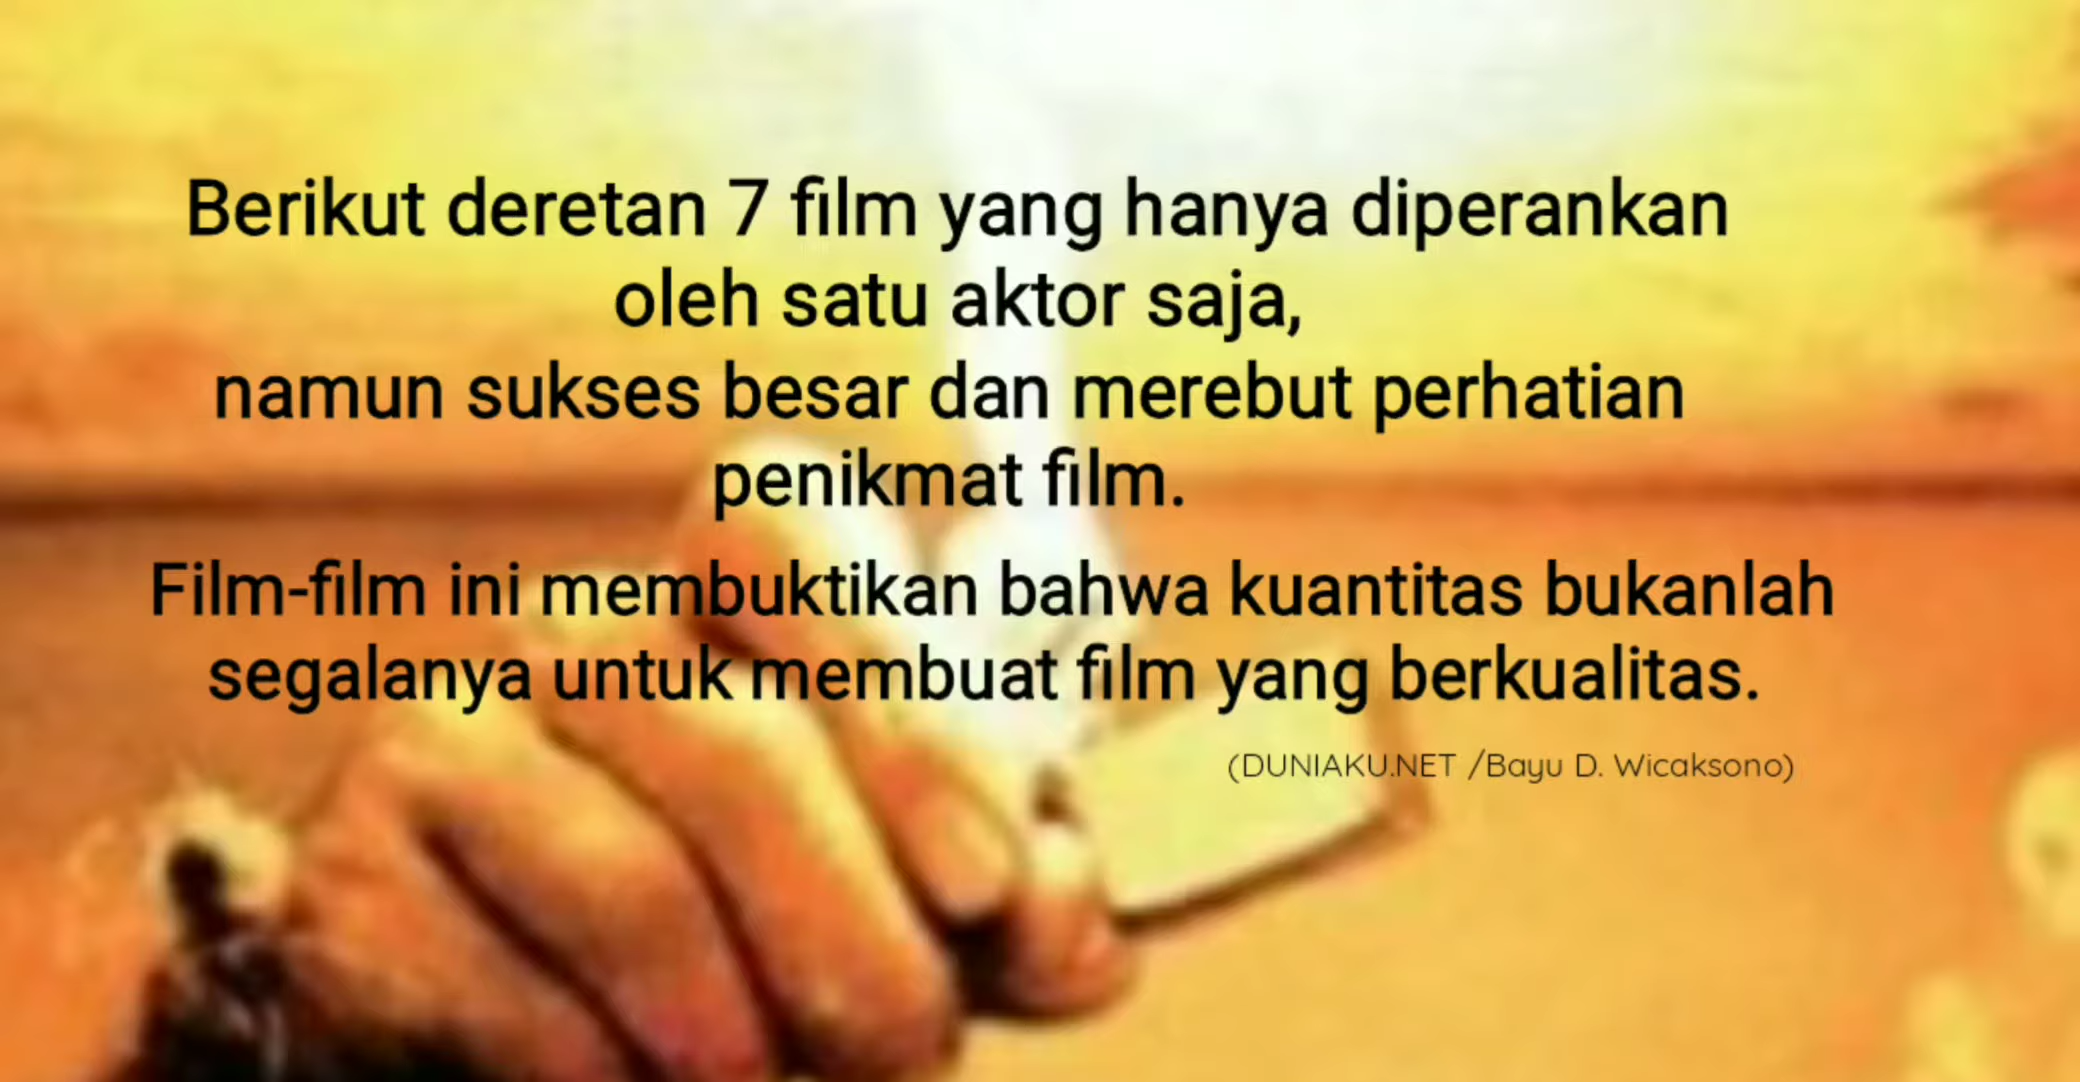 Berikut deretan 7 film yang hanya diperankan
oleh satu aktor saja,
namun sukses besar dan merebut perhatian
penikmat film.
Film-film ini membuktikan bahwa kuantitas bukanlah
segalanya untuk membuat film yang berkualitas.
(DUNIAKU.NET /Bayu D. Wicaksono)